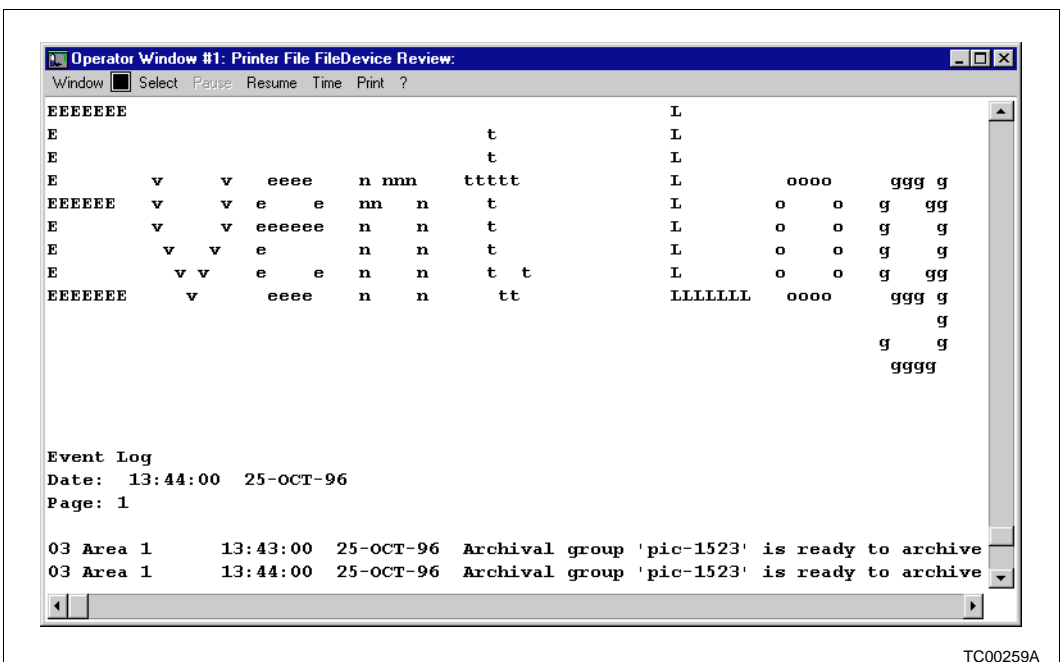 Operator Window #1: Printer File FileDevice Review:
Window Select Pause Resume Time Print ?
EEEEEEE                                               L
E                                      t              L
E                                      t              L
E        v     v   eeee    n nnn    ttttt             L         oooo     ggg g
EEEEEE   v     v  e    e   nn   n      t              L        o    o   g   gg
E        v     v  eeeeee   n    n      t              L        o    o   g    g
E         v   v   e        n    n      t              L        o    o   g    g
E          v v    e    e   n    n      t  t           L        o    o   g   gg
EEEEEEE     v      eeee    n    n       tt            LLLLLLL   oooo     ggg g
                                                                             g
                                                                        g    g
                                                                         gggg
Event Log
Date:  13:44:00  25-OCT-96
Page: 1
03 Area 1      13:43:00  25-OCT-96  Archival group 'pic-1523' is ready to archive
03 Area 1      13:44:00  25-OCT-96  Archival group 'pic-1523' is ready to archive
TC00259A